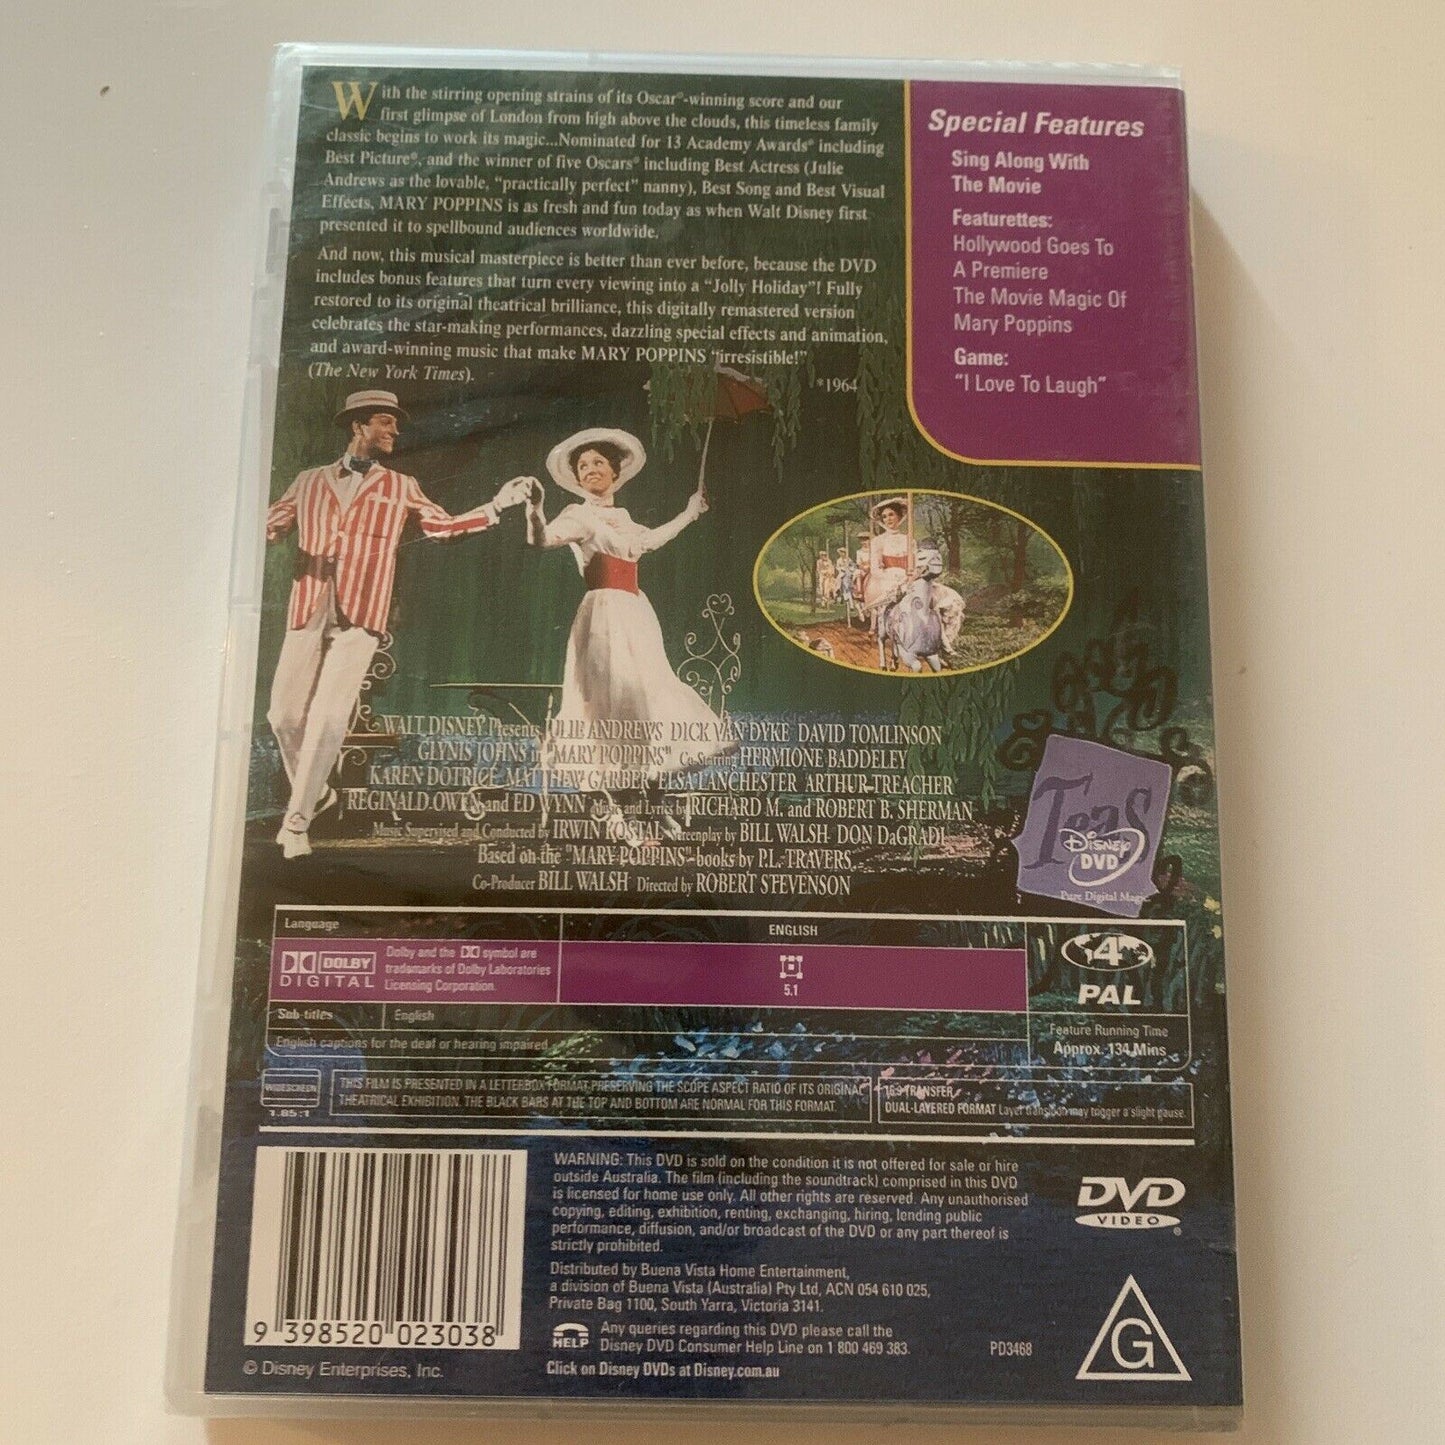 With the stirring opening strains of its Oscar®-winning score and our
first glimpse of London from high above the clouds, this timeless family
classic begins to work its magic...Nominated for 13 Academy Awards® including
Best Picture®, and the winner of five Oscars® including Best Actress (Julie
Andrews as the lovable, “practically perfect” nanny), Best Song and Best Visual
Effects, MARY POPPINS is as fresh and fun today as when Walt Disney first
presented it to spellbound audiences worldwide.
And now, this musical masterpiece is better than ever before, because the DVD
includes bonus features that turn every viewing into a “Jolly Holiday”! Fully
restored to its original theatrical brilliance, this digitally remastered version
celebrates the star-making performances, dazzling special effects and animation,
and award-winning music that make MARY POPPINS “irresistible!”
(The New York Times).
*1964
Special Features
Sing Along With
The Movie
Featurettes:
Hollywood Goes To
A Premiere
The Movie Magic Of
Mary Poppins
Game:
“I Love To Laugh”
WALT DISNEY Presents JULIE ANDREWS DICK VAN DYKE DAVID TOMLINSON
GLYNIS JOHNS in "MARY POPPINS" Co-Starring HERMIONE BADDELEY
KAREN DOTRICE MATTHEW GARBER ELSA LANCHESTER ARTHUR TREACHER
REGINALD OWEN and ED WYNN Music and Lyrics by RICHARD M. and ROBERT B. SHERMAN
Music Supervised and Conducted by IRWIN KOSTAL Screenplay by BILL WALSH DON DaGRADI
Based on the "MARY POPPINS" books by P.L. TRAVERS
Co-Producer BILL WALSH Directed by ROBERT STEVENSON
Teas
DISNEY
DVD
Pure Digital Magic
Language
ENGLISH
DOLBY
DIGITAL
Dolby and the DD symbol are
trademarks of Dolby Laboratories
Licensing Corporation.
5.1
Sub-titles
English
English captions for the deaf or hearing impaired
4
PAL
Feature Running Time
Approx. 134 Mins
WIDESCREEN
1.85:1
THIS FILM IS PRESENTED IN A LETTERBOX FORMAT PRESERVING THE SCOPE ASPECT RATIO OF ITS ORIGINAL
THEATRICAL EXHIBITION. THE BLACK BARS AT THE TOP AND BOTTOM ARE NORMAL FOR THIS FORMAT.
16:9 TRANSFER
DUAL-LAYERED FORMAT Layer transition may trigger a slight pause.
WARNING: This DVD is sold on the condition it is not offered for sale or hire
outside Australia. The film (including the soundtrack) comprised in this DVD
is licensed for home use only. All other rights are reserved. Any unauthorised
copying, editing, exhibition, renting, exchanging, hiring, lending public
performance, diffusion, and/or broadcast of the DVD or any part thereof is
strictly prohibited.
Distributed by Buena Vista Home Entertainment,
a division of Buena Vista (Australia) Pty Ltd, ACN 054 610 025,
Private Bag 1100, South Yarra, Victoria 3141.
HELP
Any queries regarding this DVD please call the
Disney DVD Consumer Help Line on 1 800 469 383.
Click on Disney DVDs at Disney.com.au
PD3468
DVD
VIDEO
G
9 398520 023038
© Disney Enterprises, Inc.